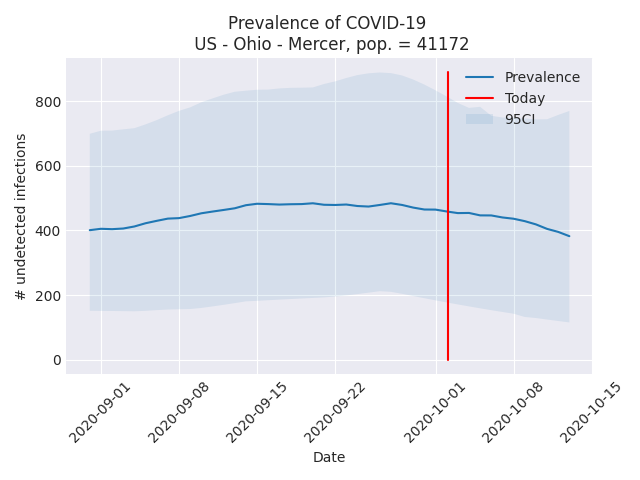 Prevalence of COVID-19
US - Ohio - Mercer, pop. = 41172
Prevalence
Today
95CI
# undetected infections
800
600
400
200
0
2020-09-01
2020-09-08
2020-09-15
2020-09-22
2020-10-01
2020-10-08
2020-10-15
Date